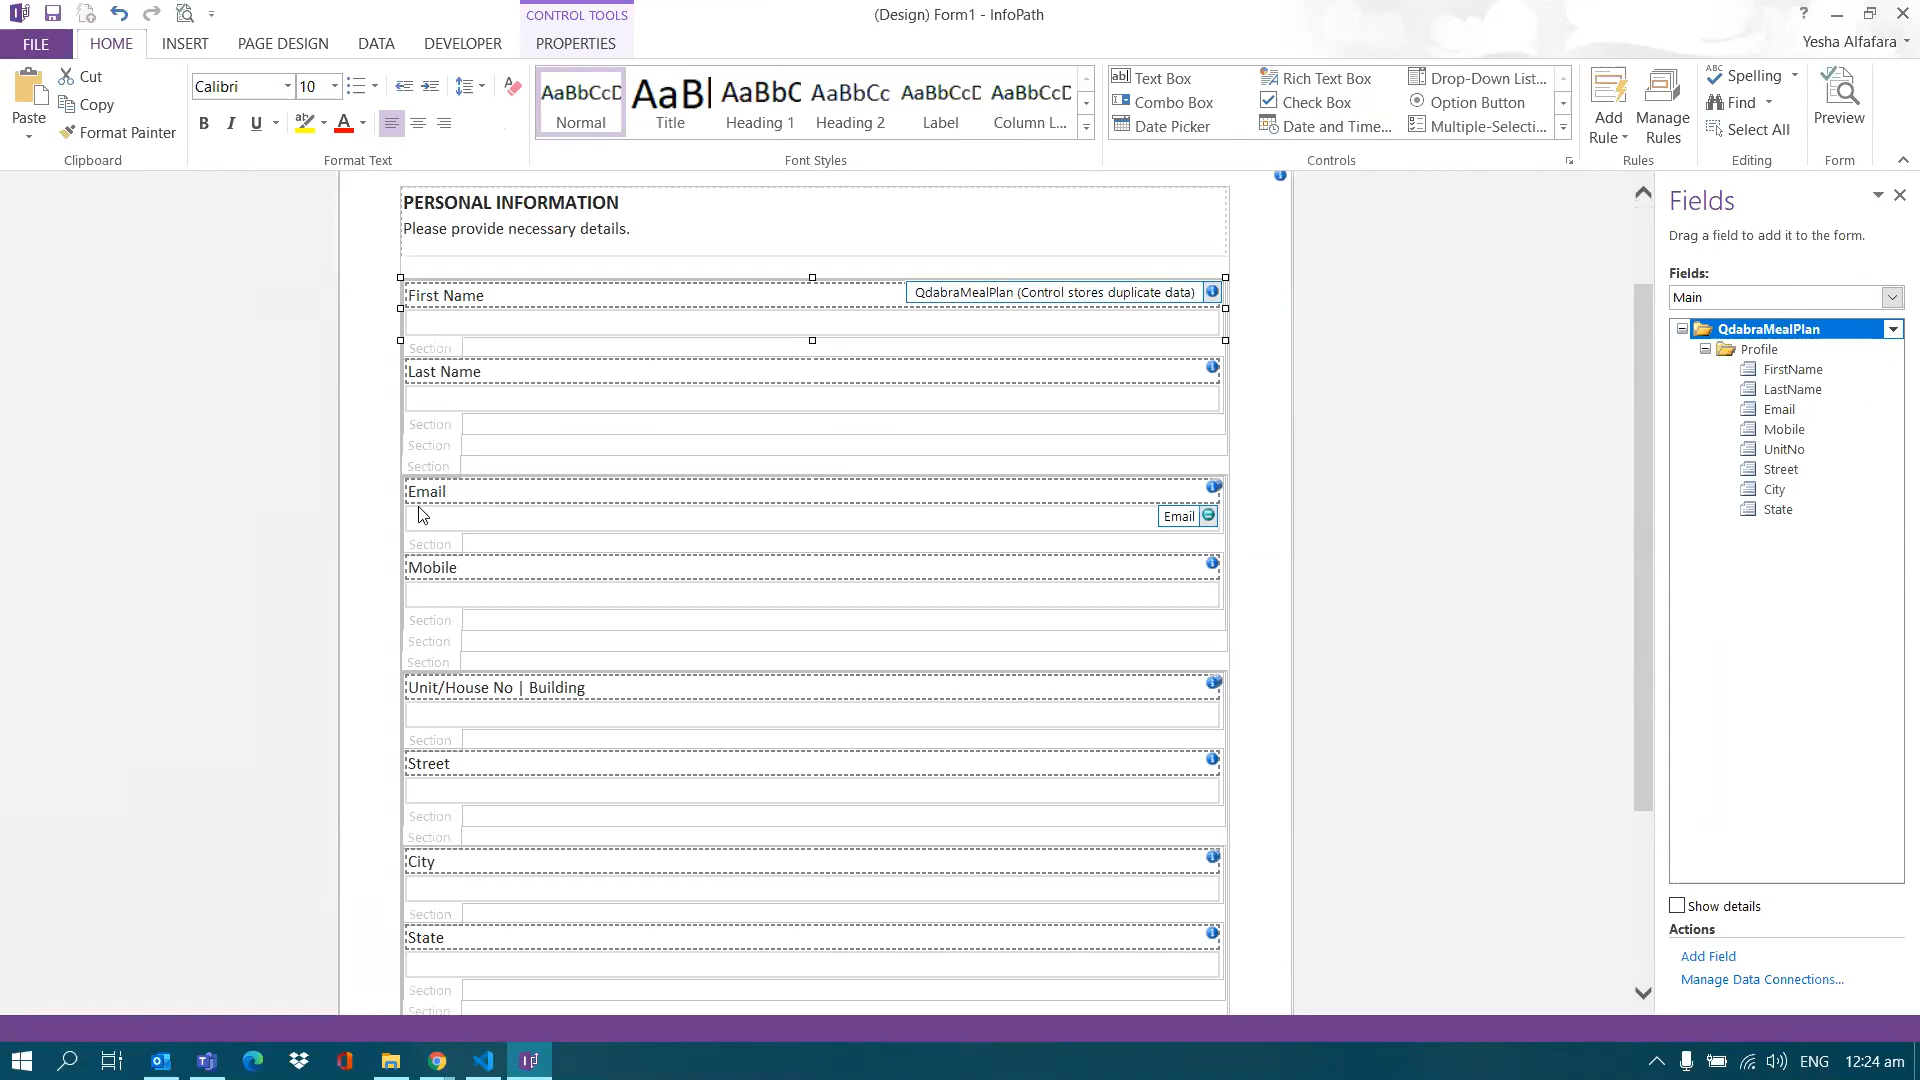 CONTROL TOOLS
(Design) Form1 - InfoPath
?
FILE
HOME
INSERT
PAGE DESIGN
DATA
DEVELOPER
PROPERTIES
Yesha Alfafara
Paste
Cut
Copy
Format Painter
Clipboard
Calibri
10
B I U
A
Format Text
AaBbCcD
Normal
AaB
Title
AaBbC
Heading 1
AaBbCc
Heading 2
AaBbCcD
Label
AaBbCcD
Column L...
Font Styles
Text Box
Combo Box
Date Picker
Rich Text Box
Check Box
Date and Time...
Drop-Down List...
Option Button
Multiple-Selecti...
Controls
Add
Rule
Manage
Rules
Rules
Spelling
Find
Select All
Editing
Preview
Form
PERSONAL INFORMATION
Please provide necessary details.
First Name
QdabraMealPlan (Control stores duplicate data)
Section
Last Name
Section
Section
Section
Email
Email
Section
Mobile
Section
Section
Section
Unit/House No | Building
Section
Street
Section
Section
City
Section
State
Section
Section
Fields
Drag a field to add it to the form.
Fields:
Main
QdabraMealPlan
Profile
FirstName
LastName
Email
Mobile
UnitNo
Street
City
State
Show details
Actions
Add Field
Manage Data Connections...
ENG
12:24 am